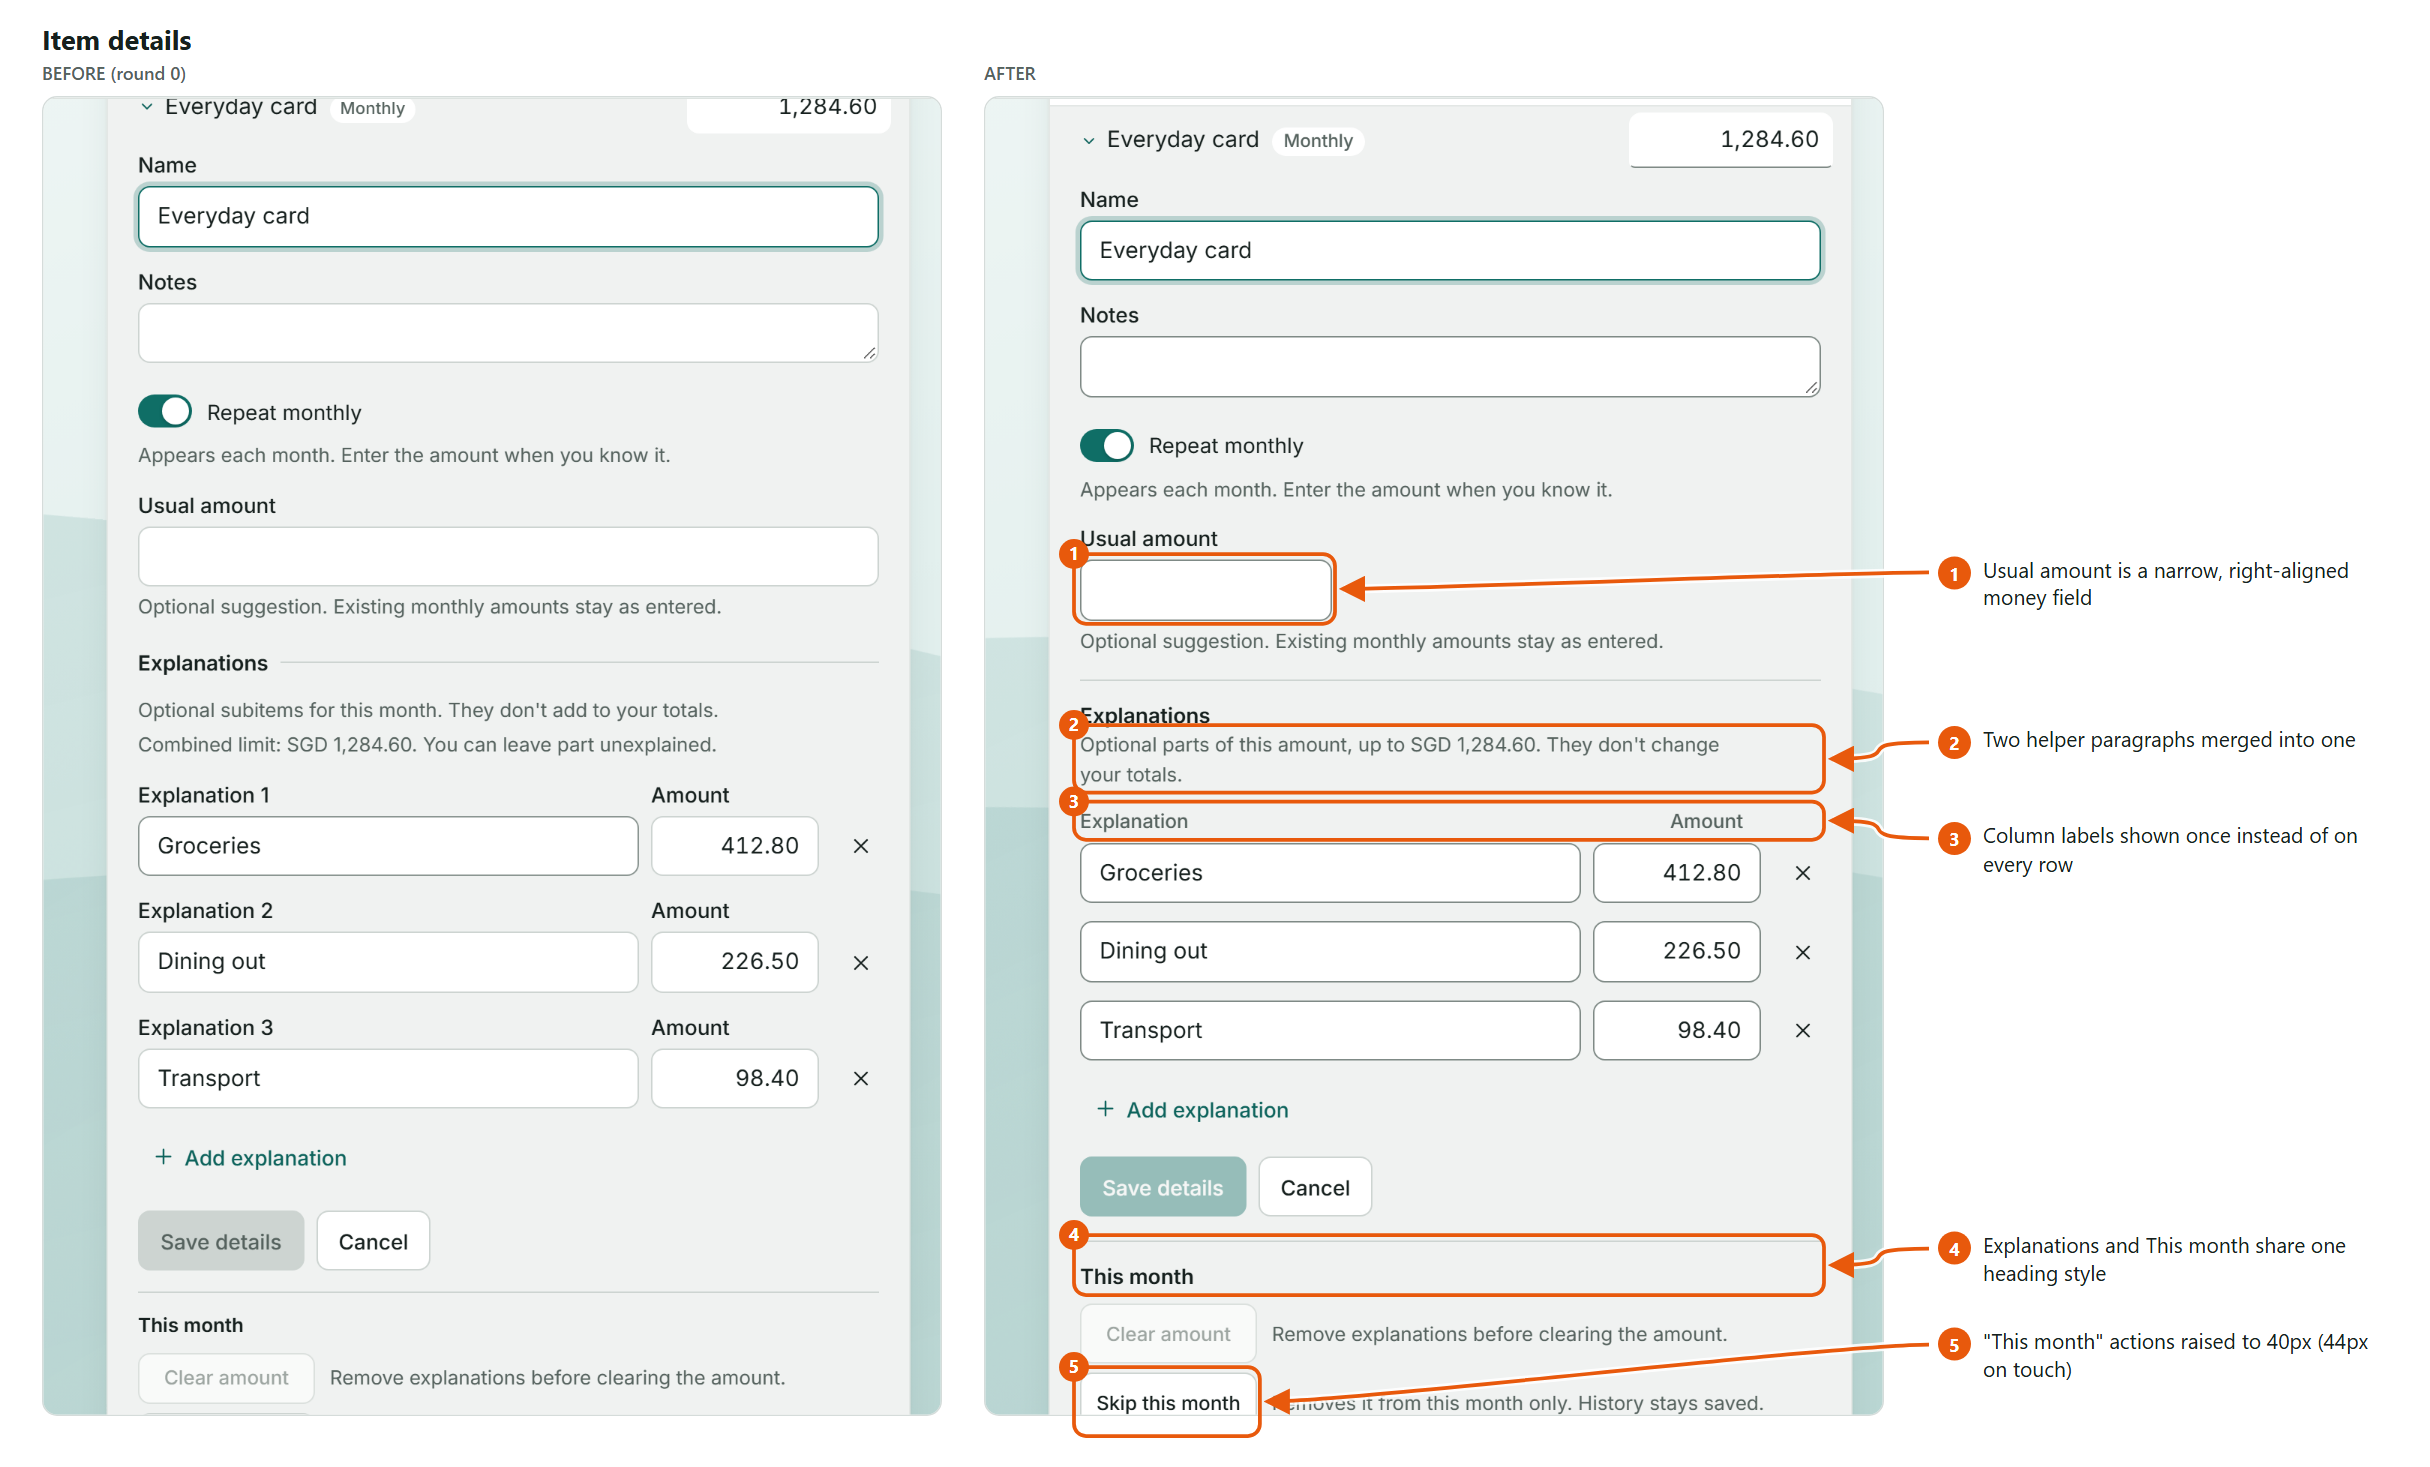 Item details
BEFORE (round 0)
Everyday card
Monthly
1,284.60
Name
Everyday card
Notes
Repeat monthly
Appears each month. Enter the amount when you know it.
Usual amount
Optional suggestion. Existing monthly amounts stay as entered.
Explanations
Optional subitems for this month. They don't add to your totals.
Combined limit: SGD 1,284.60. You can leave part unexplained.
Explanation 1 Amount
Groceries 412.80 ×
Explanation 2 Amount
Dining out 226.50 ×
Explanation 3 Amount
Transport 98.40 ×
+ Add explanation
Save details Cancel
This month
Clear amount Remove explanations before clearing the amount.
AFTER
Everyday card
Monthly
1,284.60
Name
Everyday card
Notes
Repeat monthly
Appears each month. Enter the amount when you know it.
Usual amount
1
Optional suggestion. Existing monthly amounts stay as entered.
Explanations
2
Optional parts of this amount, up to SGD 1,284.60. They don't change
your totals.
3
Explanation Amount
Groceries 412.80 ×
Dining out 226.50 ×
Transport 98.40 ×
+ Add explanation
Save details Cancel
4
This month
Clear amount Remove explanations before clearing the amount.
5
Skip this month Removes it from this month only. History stays saved.
1 Usual amount is a narrow, right-aligned
money field
2 Two helper paragraphs merged into one
3 Column labels shown once instead of on
every row
4 Explanations and This month share one
heading style
5 "This month" actions raised to 40px (44px
on touch)